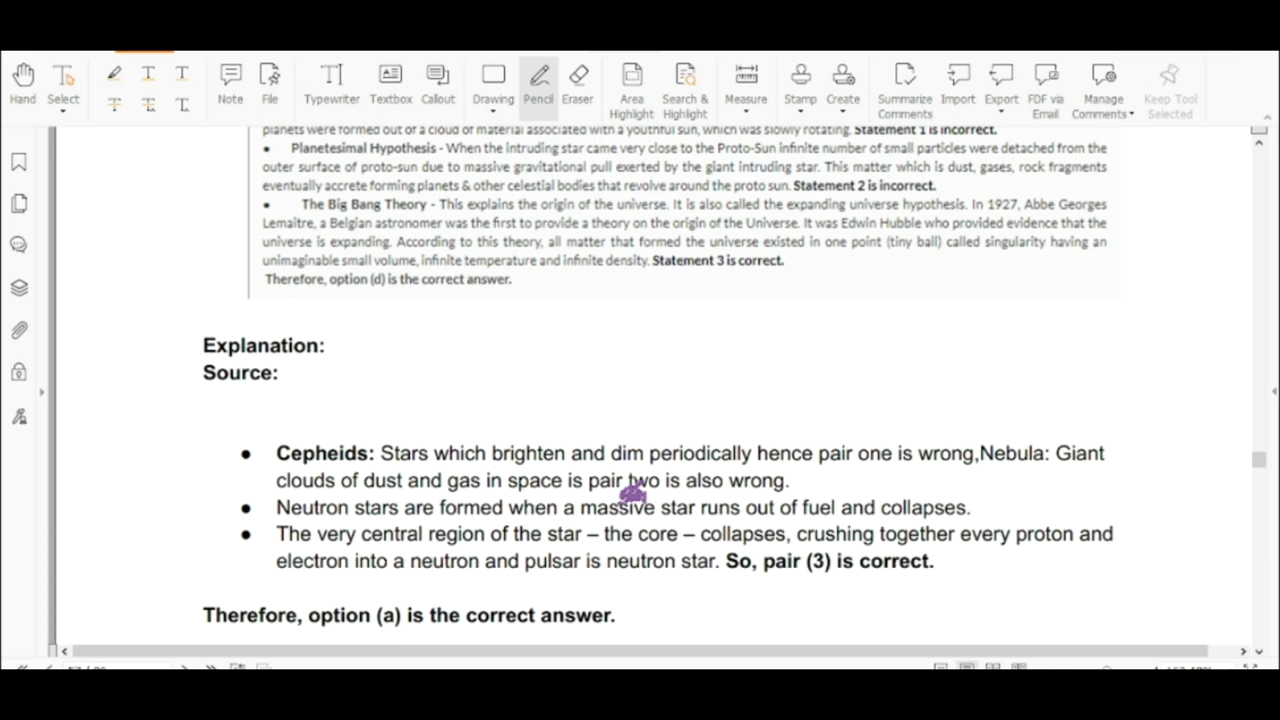 Hand
Select
Note
File
Typewriter
Textbox
Callout
Drawing
Pencil
Eraser
Area Highlight
Search & Highlight
Measure
Stamp
Create
Summarize Comments
Import
Export
FDF via Email
Manage Comments
Keep Tool Selected
planets were formed out of a cloud of material associated with a youthful sun, which was slowly rotating. Statement 1 is incorrect.
• Planetesimal Hypothesis - When the intruding star came very close to the Proto-Sun infinite number of small particles were detached from the
outer surface of proto-sun due to massive gravitational pull exerted by the giant intruding star. This matter which is dust, gases, rock fragments
eventually accrete forming planets & other celestial bodies that revolve around the proto sun. Statement 2 is incorrect.
• The Big Bang Theory - This explains the origin of the universe. It is also called the expanding universe hypothesis. In 1927, Abbe Georges
Lemaitre, a Belgian astronomer was the first to provide a theory on the origin of the Universe. It was Edwin Hubble who provided evidence that the
universe is expanding. According to this theory, all matter that formed the universe existed in one point (tiny ball) called singularity having an
unimaginable small volume, infinite temperature and infinite density. Statement 3 is correct.
Therefore, option (d) is the correct answer.
Explanation:
Source:
● Cepheids: Stars which brighten and dim periodically hence pair one is wrong,Nebula: Giant
clouds of dust and gas in space is pair two is also wrong.
● Neutron stars are formed when a massive star runs out of fuel and collapses.
● The very central region of the star – the core – collapses, crushing together every proton and
electron into a neutron and pulsar is neutron star. So, pair (3) is correct.
Therefore, option (a) is the correct answer.